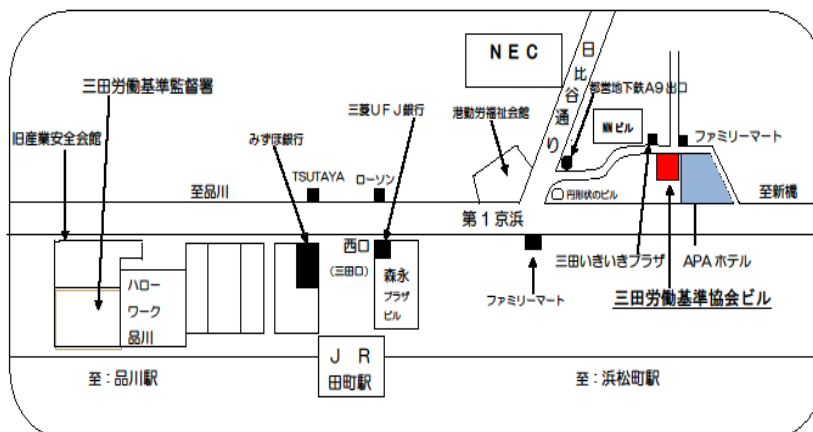 NEC
日比谷通り
三田労働基準監督署
都営地下鉄A9出口
三菱UFJ銀行
港勤労福祉会館
旧産業安全会館
みずほ銀行
NNビル
ファミリーマート
TSUTAYA
ローソン
至品川
円形状のビル
至新橋
第1京浜
西口
(三田口)
三田いきいきプラザ
APAホテル
森永
プラザ
ビル
ハロー
ワーク
品川
ファミリーマート
三田労働基準協会ビル
JR
田町駅
至:品川駅
至:浜松町駅